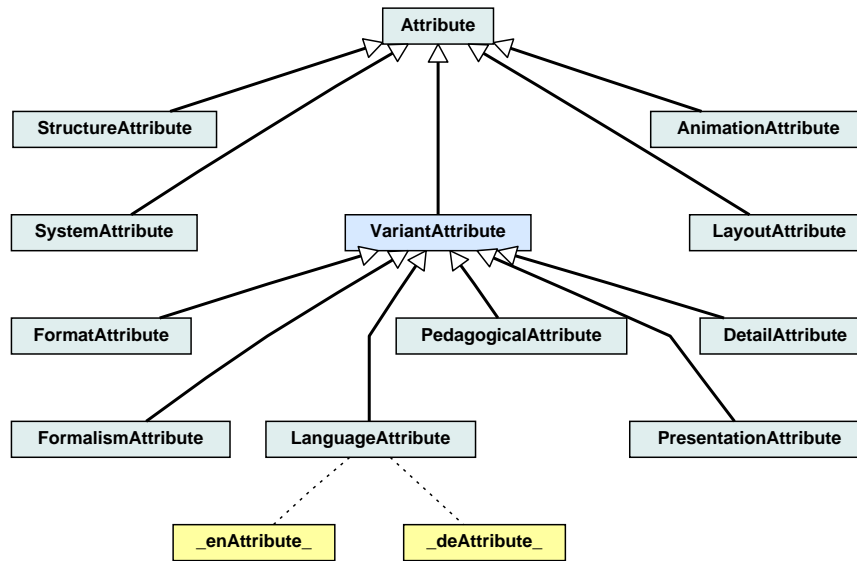 Attribute
StructureAttribute
AnimationAttribute
SystemAttribute
VariantAttribute
LayoutAttribute
FormatAttribute
PedagogicalAttribute
DetailAttribute
FormalismAttribute
LanguageAttribute
PresentationAttribute
_enAttribute_
_deAttribute_